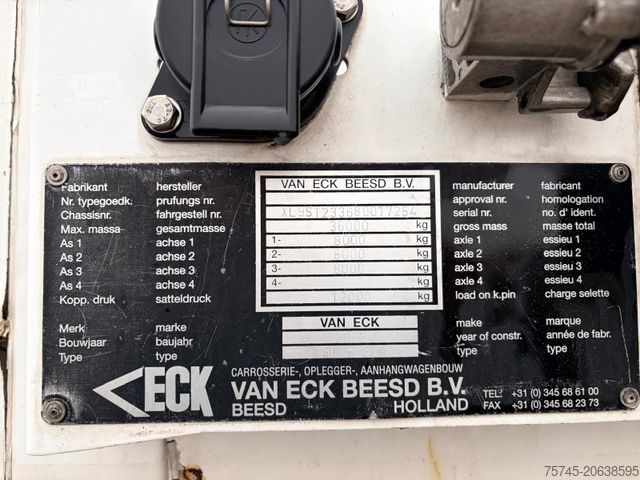 Fabrikant hersteller VAN ECK BEESD B.V. manufacturer fabricant
Nr. typegoedk. prufungs nr. approval nr. homologation
Chassisnr. fahrgestell nr. XL9ST233680017254 serial nr. no. d' ident.
Max. massa gesamtmasse 36000 kg gross mass masse total
As 1 achse 1 1- 8000 kg axle 1 essieu 1
As 2 achse 2 2- 8000 kg axle 2 essieu 2
As 3 achse 3 3- 8000 kg axle 3 essieu 3
As 4 achse 4 4- kg axle 4 essieu 4
Kopp. druk satteldruck 12000 kg load on k.pin charge selette
Merk marke VAN ECK make marque
Bouwjaar baujahr year of constr. année de fabr.
Type type type type
ECK
CARROSSERIE-, OPLEGGER-, AANHANGWAGENBOUW
VAN ECK BEESD B.V. TEL. +31 (0) 345 68 61 00
BEESD HOLLAND FAX +31 (0) 345 68 23 73
75745-20638595